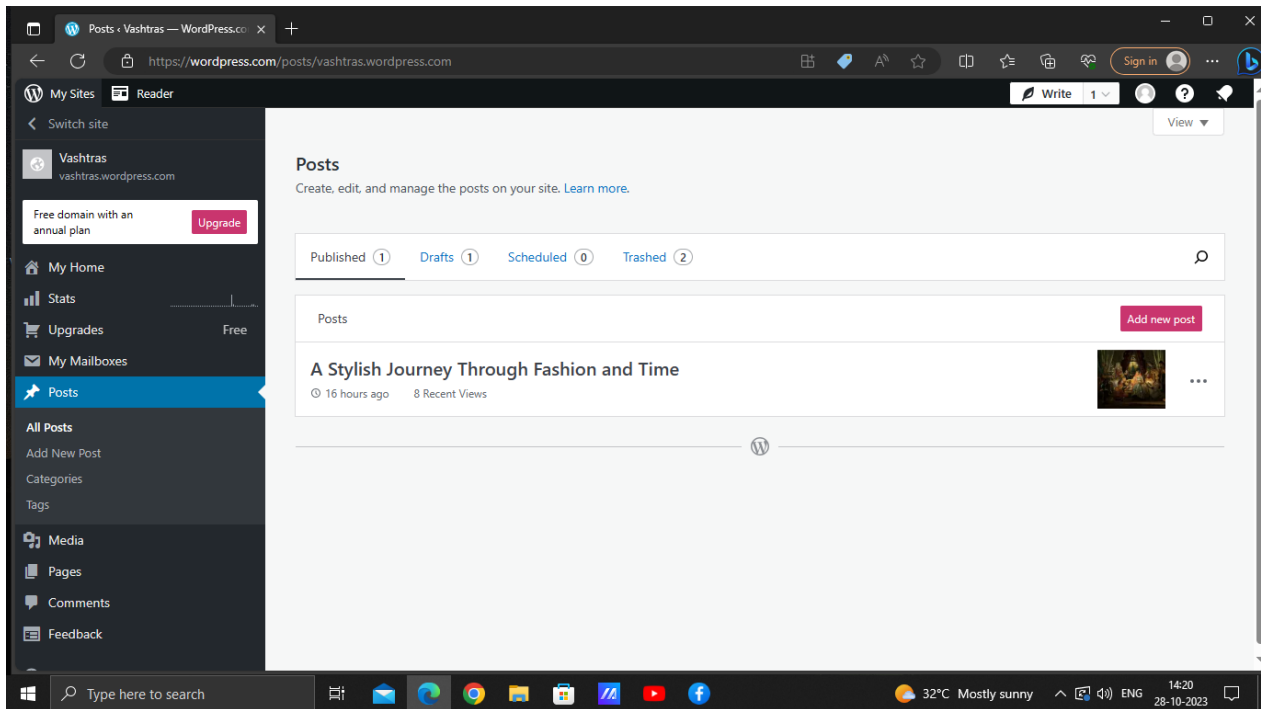 Posts ‹ Vashtras — WordPress.co
https://wordpress.com/posts/vashtras.wordpress.com
Sign in
My Sites
Reader
Write
1
Switch site
View
Vashtras
vashtras.wordpress.com
Posts
Create, edit, and manage the posts on your site. Learn more.
Free domain with an
annual plan
Upgrade
Published 1
Drafts 1
Scheduled 0
Trashed 2
My Home
Stats
Upgrades
Free
My Mailboxes
Posts
All Posts
Add New Post
Categories
Tags
Media
Pages
Comments
Feedback
Posts
Add new post
A Stylish Journey Through Fashion and Time
16 hours ago
8 Recent Views
Type here to search
32°C Mostly sunny
ENG
14:20
28-10-2023